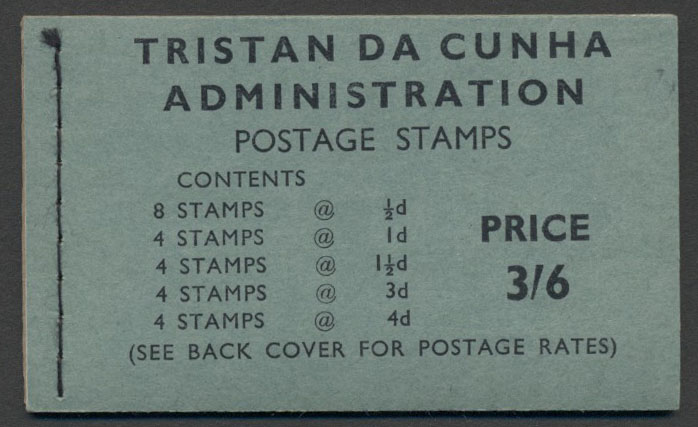 TRISTAN DA CUNHA
ADMINISTRATION
POSTAGE STAMPS
CONTENTS
8 STAMPS @ ½d
4 STAMPS @ 1d
4 STAMPS @ 1½d
4 STAMPS @ 3d
4 STAMPS @ 4d
PRICE
3/6
(SEE BACK COVER FOR POSTAGE RATES)